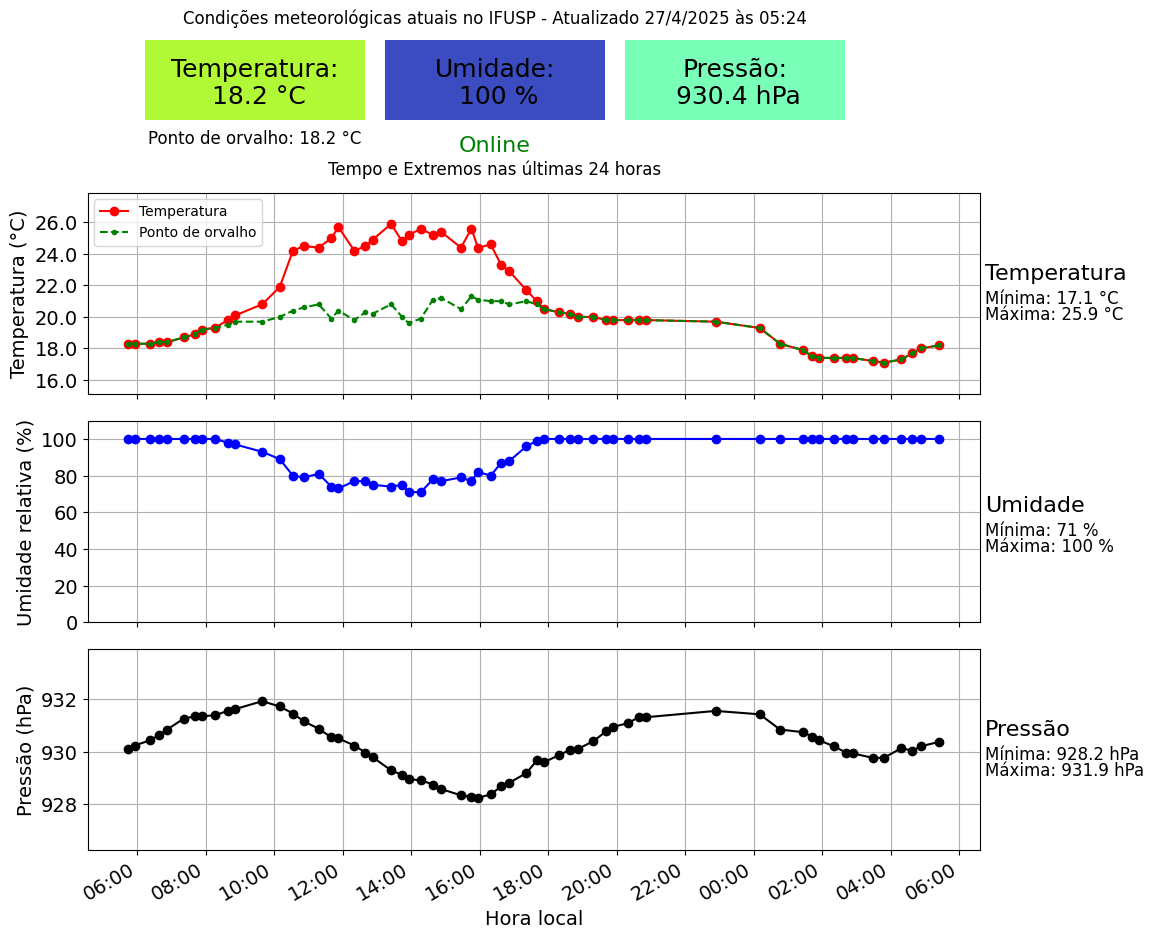 Condições meteorológicas atuais no IFUSP - Atualizado 27/4/2025 às 05:24
Temperatura:
18.2 °C
Umidade:
100 %
Pressão:
930.4 hPa
Ponto de orvalho: 18.2 °C
Online
Tempo e Extremos nas últimas 24 horas
Temperatura (°C)
26.0
24.0
22.0
20.0
18.0
16.0
Temperatura
Ponto de orvalho
Temperatura
Mínima: 17.1 °C
Máxima: 25.9 °C
Umidade relativa (%)
100
80
60
40
20
0
Umidade
Mínima: 71 %
Máxima: 100 %
Pressão (hPa)
932
930
928
Pressão
Mínima: 928.2 hPa
Máxima: 931.9 hPa
06:00 08:00 10:00 12:00 14:00 16:00 18:00 20:00 22:00 00:00 02:00 04:00 06:00
Hora local